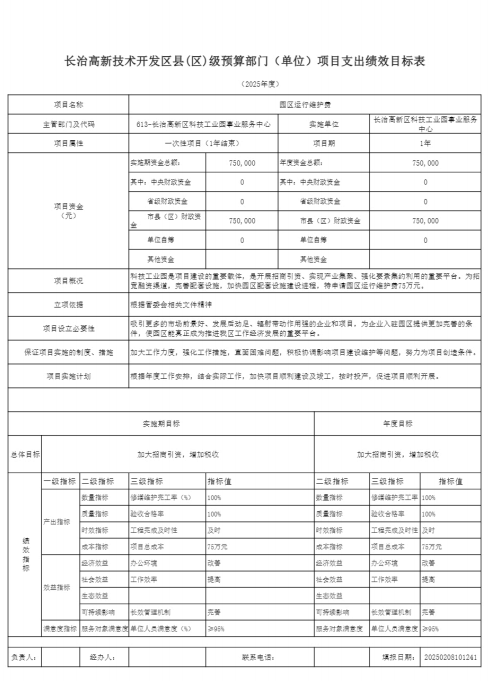 长治高新技术开发区县(区)级预算部门（单位）项目支出绩效目标表
（2025年度）
项目名称 园区运行维护费
主管部门及代码 613-长治高新区科技工业园事业服务中心 实施单位 长治高新区科技工业园事业服务中心
项目属性 一次性项目（1年结束） 项目期 1年
项目资金（元） 实施期资金总额： 750,000 年度资金总额： 750,000
其中：中央财政资金 0 其中：中央财政资金 0
省级财政资金 0 省级财政资金 0
市县（区）财政资金 750,000 市县（区）财政资金 750,000
单位自筹 0 单位自筹 0
其他资金 其他资金
项目概况 科技工业园是项目建设的重要载体，是开展招商引资、实现产业集聚、强化要素集约利用的重要平台。为拓
宽融资渠道，完善配套设施，加快园区配套设施建设进程，特申请园区运行维护费75万元。
立项依据 根据管委会相关文件精神
项目设立必要性 吸引更多的市场前景好、发展后劲足、辐射带动作用强的企业和项目，为企业入驻园区提供更加完善的条
件，使园区能真正成为推进我区工作经济发展的重要平台。
保证项目实施的制度、措施 加大工作力度，强化工作措施，直面困难问题，积极协调影响项目建设维护等问题，努力为项目创造条件。
项目实施计划 根据年度工作安排，结合实际工作，加快项目顺利建设及竣工，按时投产，促进项目顺利开展。
实施期目标 年度目标
总体目标 加大招商引资，增加税收 加大招商引资，增加税收
绩效指标 一级指标 二级指标 三级指标 指标值 二级指标 三级指标 指标值
产出指标 数量指标 修缮维护完工率（%） 100% 数量指标 修缮维护完工率 100%
质量指标 验收合格率 100% 质量指标 验收合格率 100%
时效指标 工程完成及时性 及时 时效指标 工程完成及时性 及时
成本指标 项目总成本 75万元 成本指标 项目总成本 75万元
效益指标 经济效益 办公环境 改善 经济效益 办公环境 改善
社会效益 工作效率 提高 社会效益 工作效率 提高
生态效益 生态效益
可持续影响 长效管理机制 完善 可持续影响 长效管理机制 完善
满意度指标 服务对象满意度 单位人员满意度（%） ≥95% 服务对象满意度 单位人员满意度 ≥95%
负责人： 经办人： 联系电话： 填报日期： 20250208101241